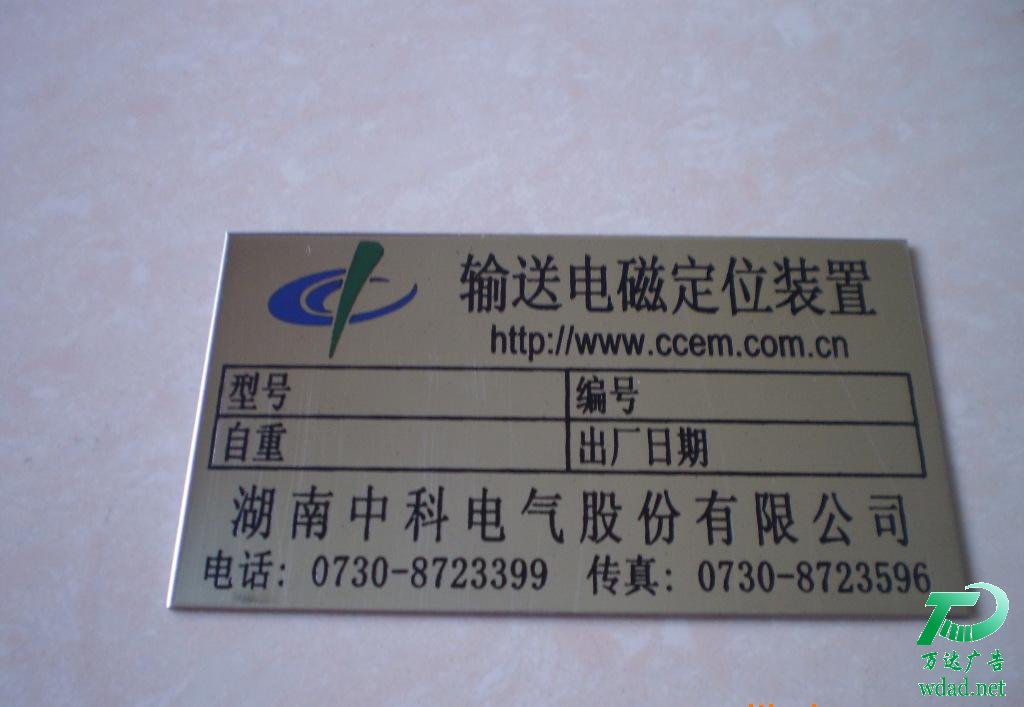 输送电磁定位装置
http://www.ccem.com.cn
型号 编号
自重 出厂日期
湖南中科电气股份有限公司
电话: 0730-8723399 传真: 0730-8723596
万达广告
wdad.net